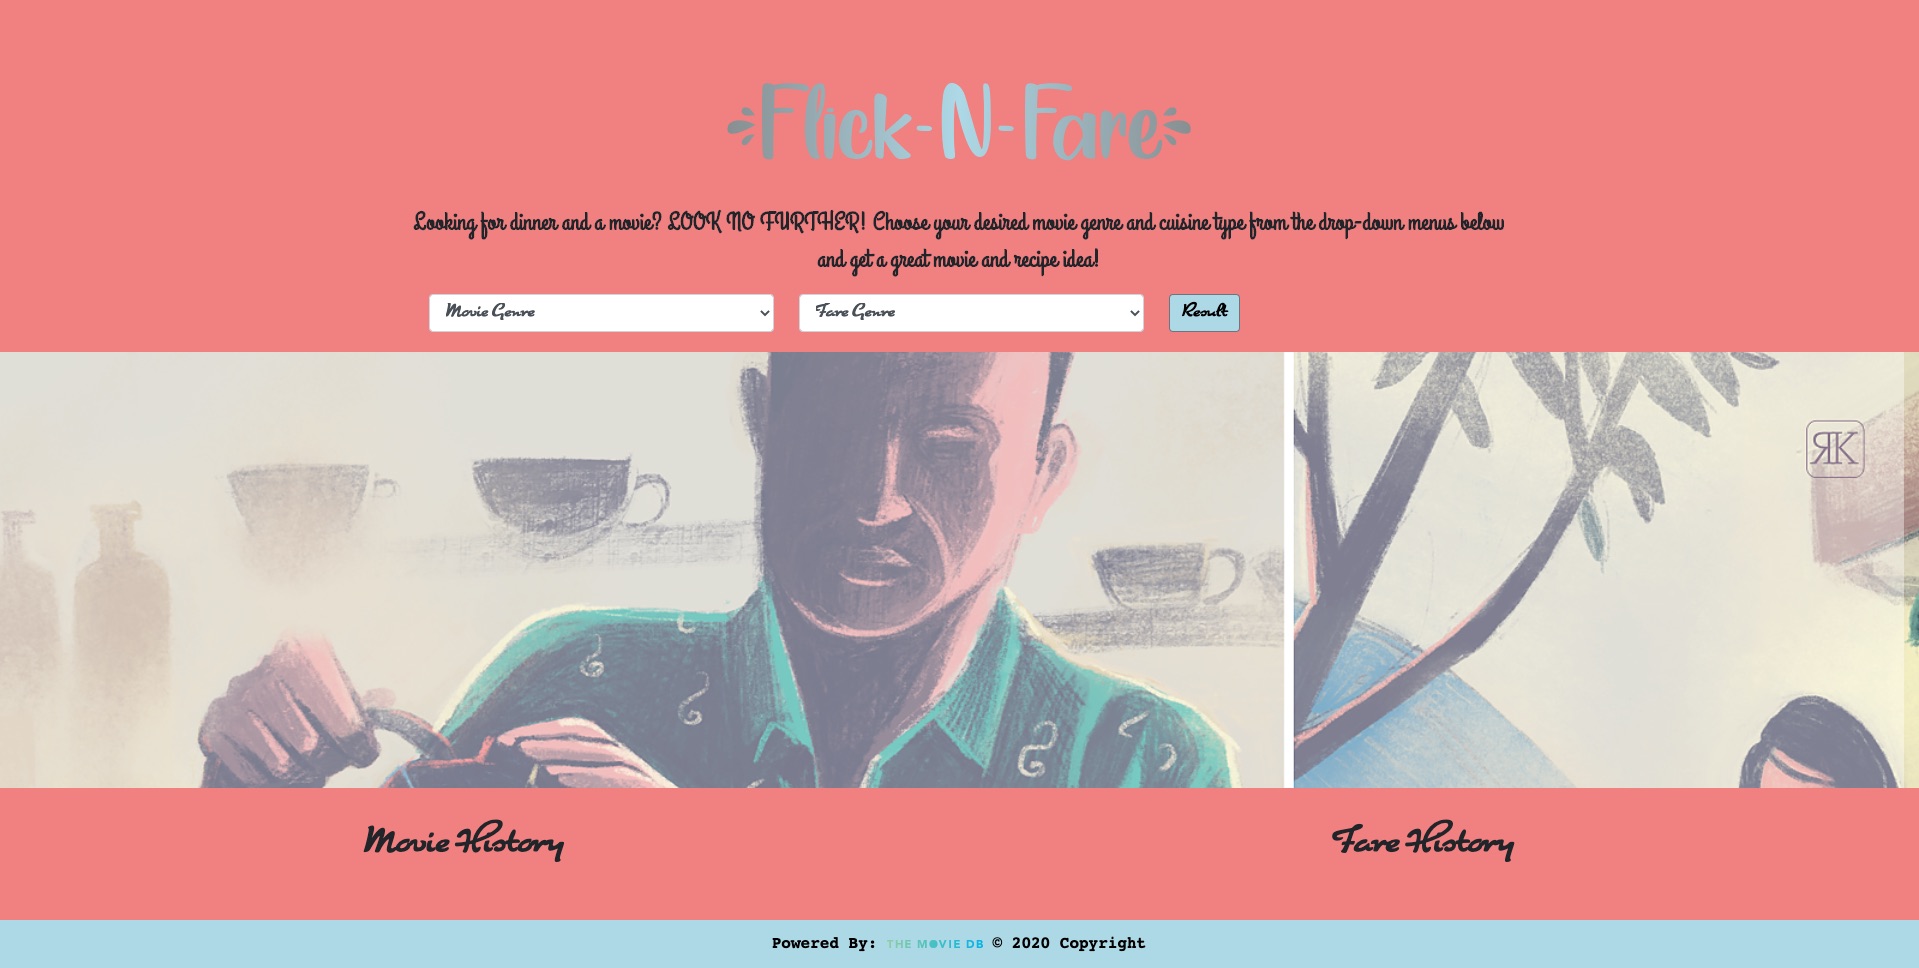 Flick-N-Fare
Looking for dinner and a movie? LOOK NO FURTHER! Choose your desired movie genre and cuisine type from the drop-down menus below
and get a great movie and recipe idea!
Movie Genre
Fare Genre
Result
ЯK
Movie History
Fare History
Powered By: THE MOVIE DB © 2020 Copyright